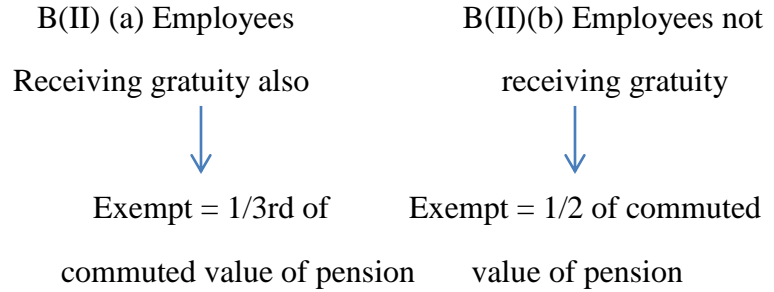 B(II) (a) Employees
Receiving gratuity also
Exempt = 1/3rd of
commuted value of pension
B(II)(b) Employees not
receiving gratuity
Exempt = 1/2 of commuted
value of pension